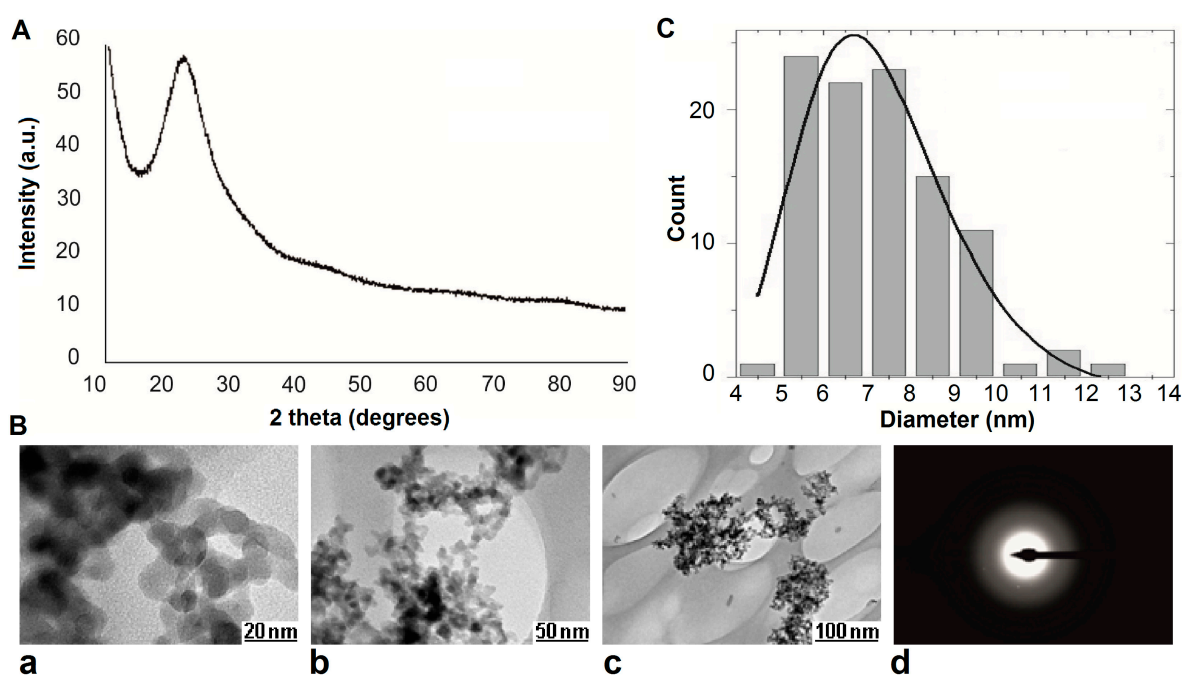 A
Intensity (a.u.)
60
50
40
30
20
10
0
10 20 30 40 50 60 70 80 90
2 theta (degrees)
C
Count
20
10
0
4 5 6 7 8 9 10 11 12 13 14
Diameter (nm)
B
20 nm
50 nm
100 nm
a b c d